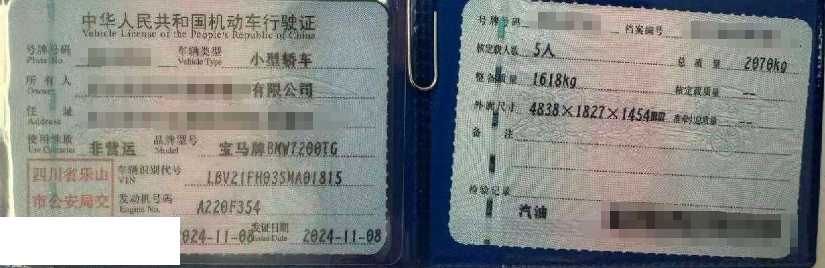 中华人民共和国机动车行驶证
Vehicle License of the People's Republic of China
号牌号码
Plate No.
车辆类型 小型轿车
Vehicle Type
所有人 有限公司
Owner
住址
Address
使用性质 非营运 品牌型号 宝马牌BMW7200TG
Use Character Model
四川省乐山
市公安局交
车辆识别代号 LBV21FH03SMA01815
VIN
发动机号码 A220F354
Engine No.
024-11-08 发证日期 2024-11-08
Issue Date
号牌号码 档案编号
核定载人数 5人 总质量 2070kg
整备质量 1618kg 核定载质量 --
外廓尺寸 4838×1827×1454mm 准牵引总质量 --
备注
检验记录
汽油